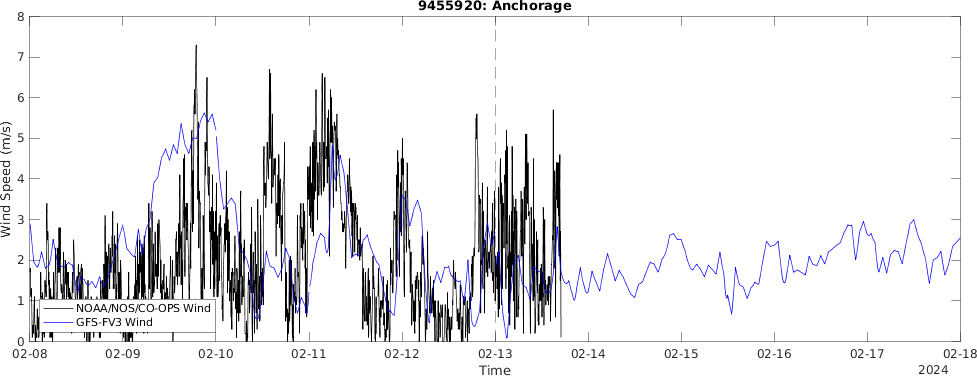 9455920: Anchorage
8
7
6
5
4
3
2
1
0
Wind Speed (m/s)
NOAA/NOS/CO-OPS Wind
GFS-FV3 Wind
02-08 02-09 02-10 02-11 02-12 02-13 02-14 02-15 02-16 02-17 02-18
Time
2024